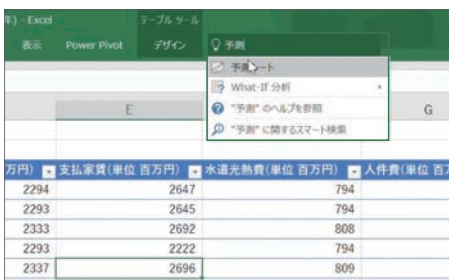 年) - Excel
テーブル ツール
表示 Power Pivot デザイン 予測
予測シート
What-If 分析
"予測" のヘルプを参照
"予測" に関するスマート検索
E G
万円) 支払家賃(単位 百万円) 水道光熱費(単位 百万円) 人件費(単位 百万
2294 2647 794
2293 2645 794
2333 2692 808
2293 2222 794
2337 2696 809